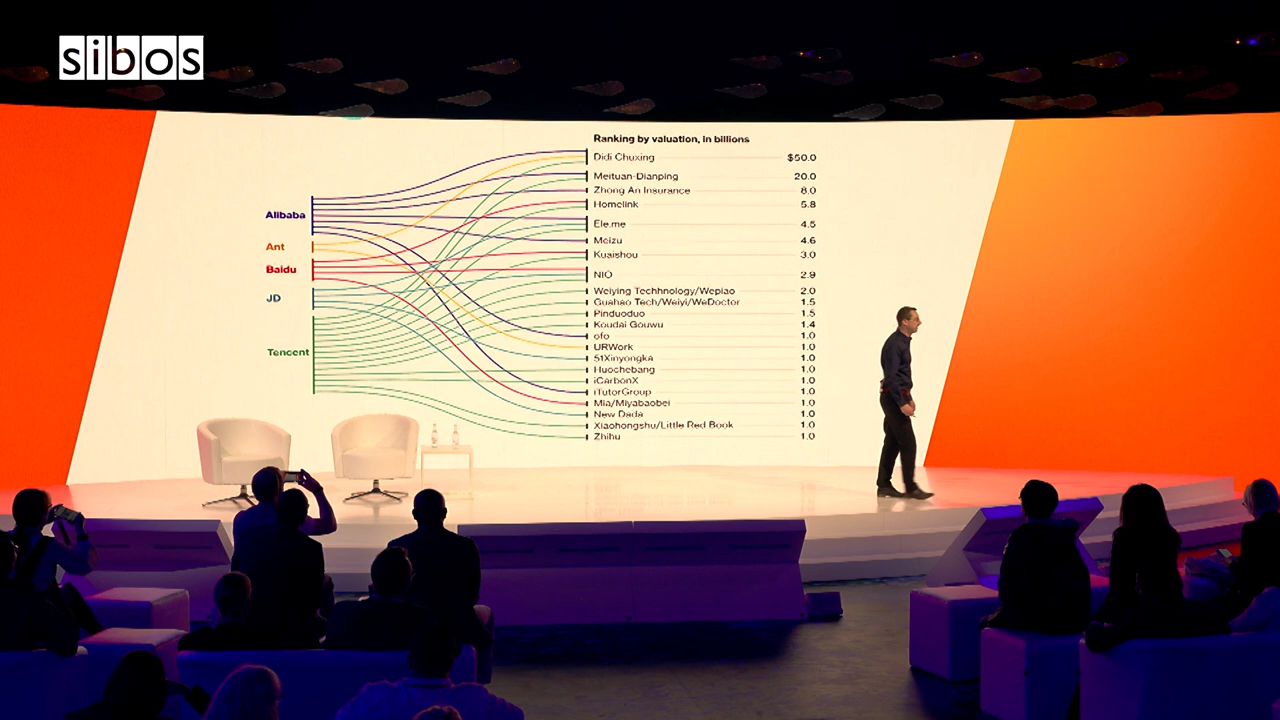 sibos
Ranking by valuation, in billions
Didi Chuxing $50.0
Meituan-Dianping 20.0
Zhong An Insurance 8.0
Homelink 5.8
Ele.me 4.5
Meizu 4.6
Kuaishou 3.0
NIO 2.9
Weiying Techhnology/Wepiao 2.0
Guahao Tech/Weiyi/WeDoctor 1.5
Pinduoduo 1.5
Koudai Gouwu 1.4
ofo 1.0
URWork 1.0
51Xinyongka 1.0
Huochebang 1.0
iCarbonX 1.0
iTutorGroup 1.0
Mia/Miyabaobei 1.0
New Dada 1.0
Xiaohongshu/Little Red Book 1.0
Zhihu 1.0
Alibaba
Ant
Baidu
JD
Tencent